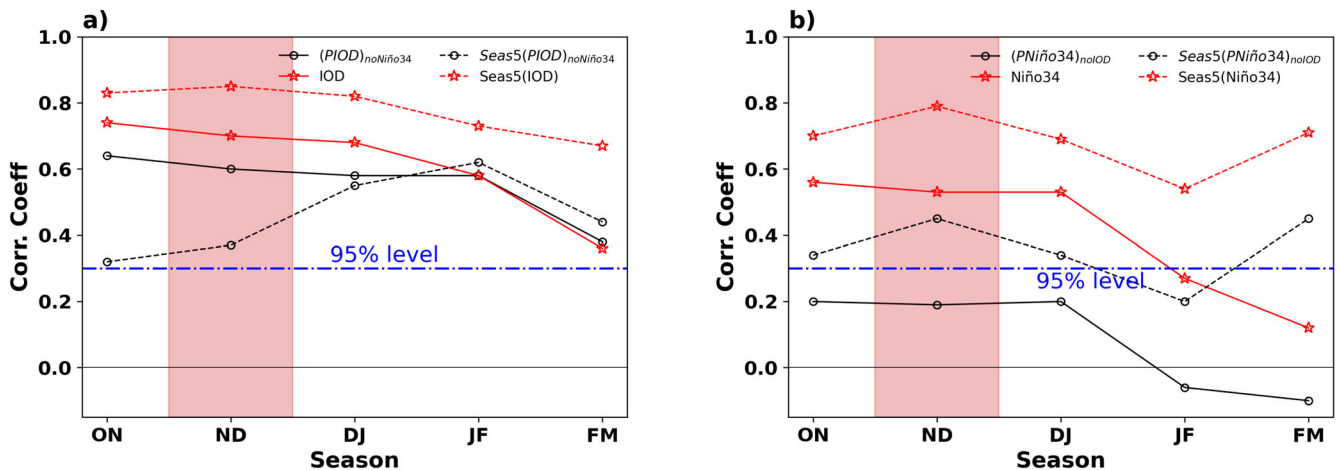 a)
Corr. Coeff
1.0
0.8
0.6
0.4
0.2
0.0
(PIOD)noNiño34
IOD
Seas5(PIOD)noNiño34
Seas5(IOD)
95% level
ON ND DJ JF FM
Season
b)
Corr. Coeff
1.0
0.8
0.6
0.4
0.2
0.0
(PNiño34)noIOD
Niño34
Seas5(PNiño34)noIOD
Seas5(Niño34)
95% level
ON ND DJ JF FM
Season